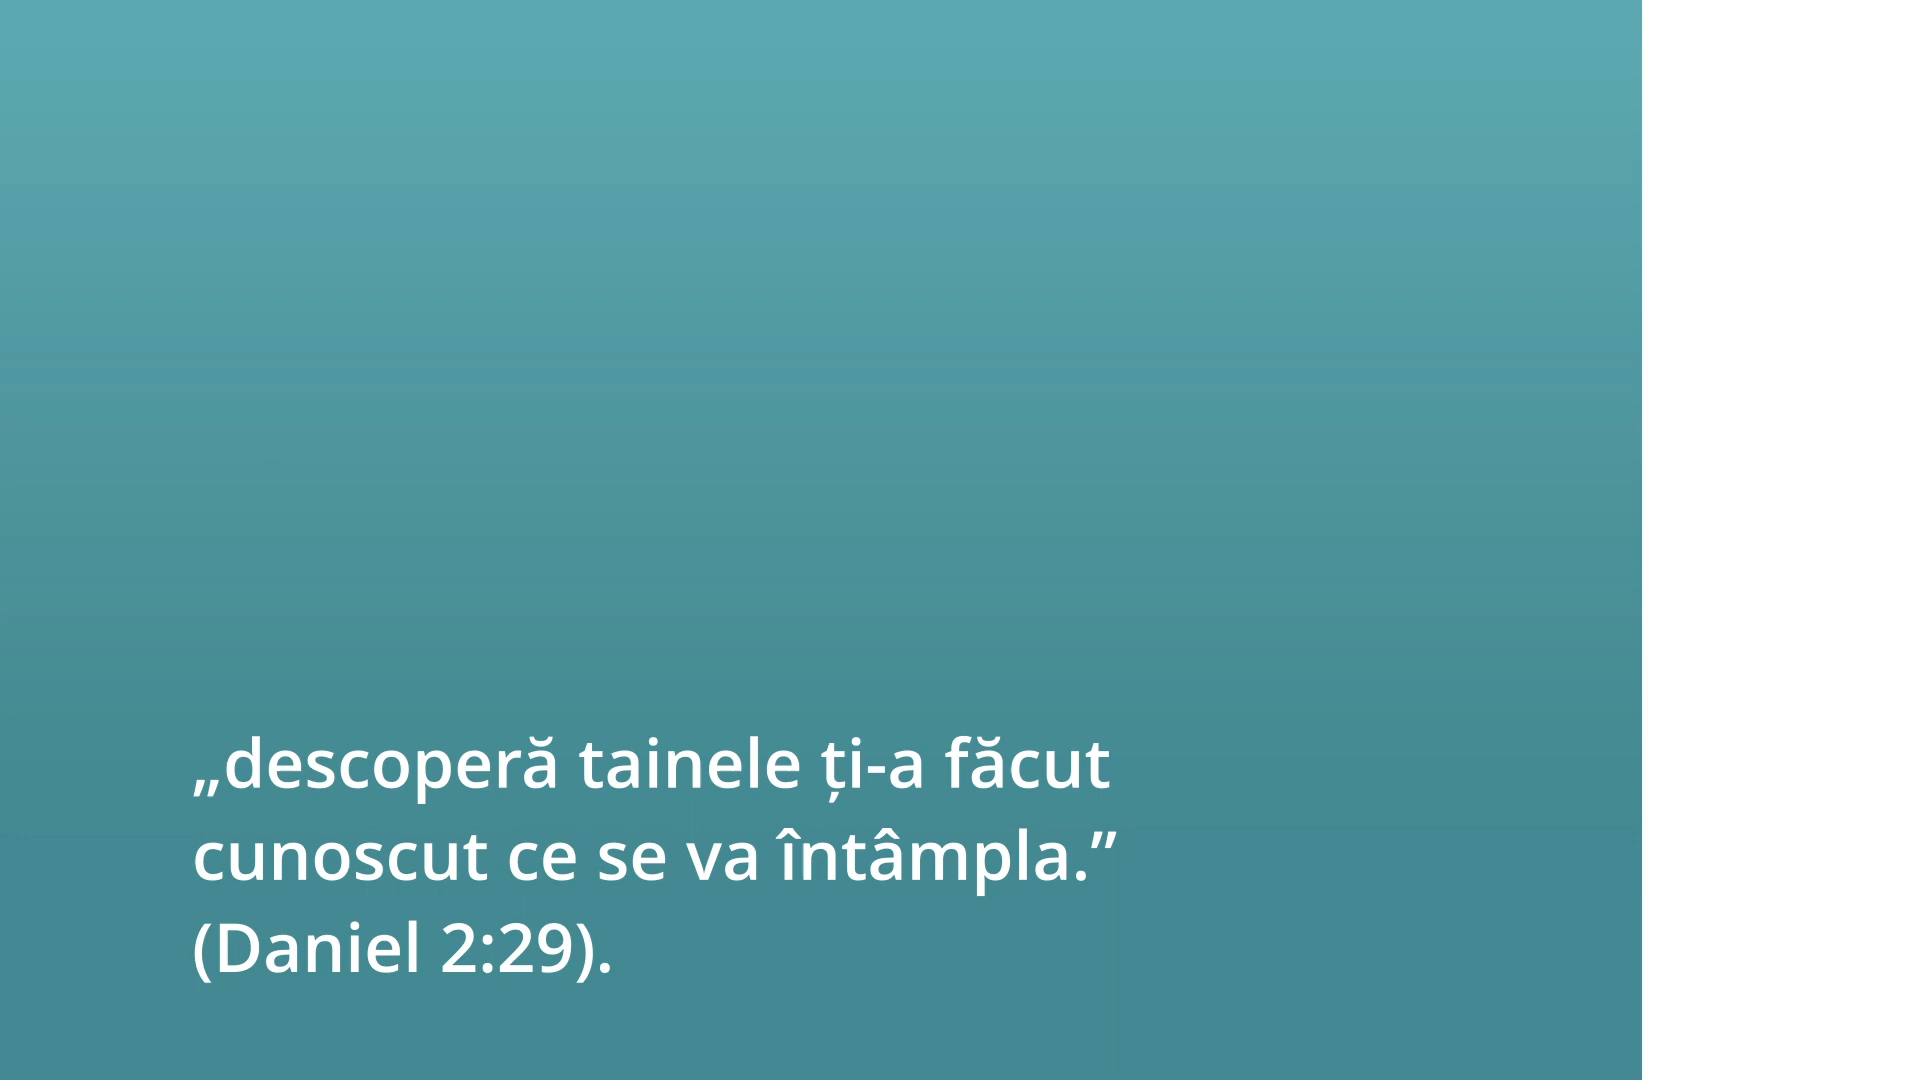 „descoperă tainele ți-a făcut
cunoscut ce se va întâmpla.”
(Daniel 2:29).